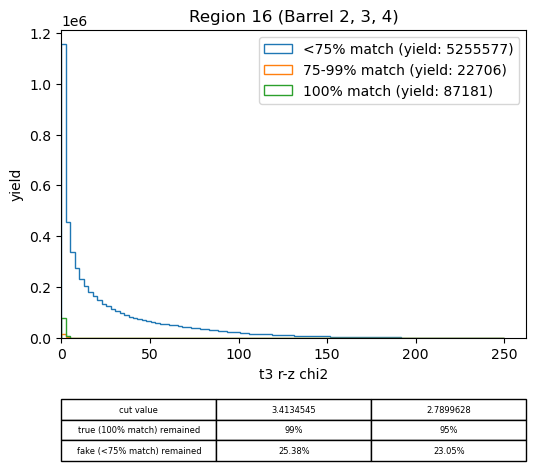 Region 16 (Barrel 2, 3, 4)
1e6
<75% match (yield: 5255577)
75-99% match (yield: 22706)
100% match (yield: 87181)
1.2
1.0
0.8
0.6
0.4
0.2
0.0
yield
0 50 100 150 200 250
t3 r-z chi2
cut value 3.4134545 2.7899628
true (100% match) remained 99% 95%
fake (<75% match) remained 25.38% 23.05%